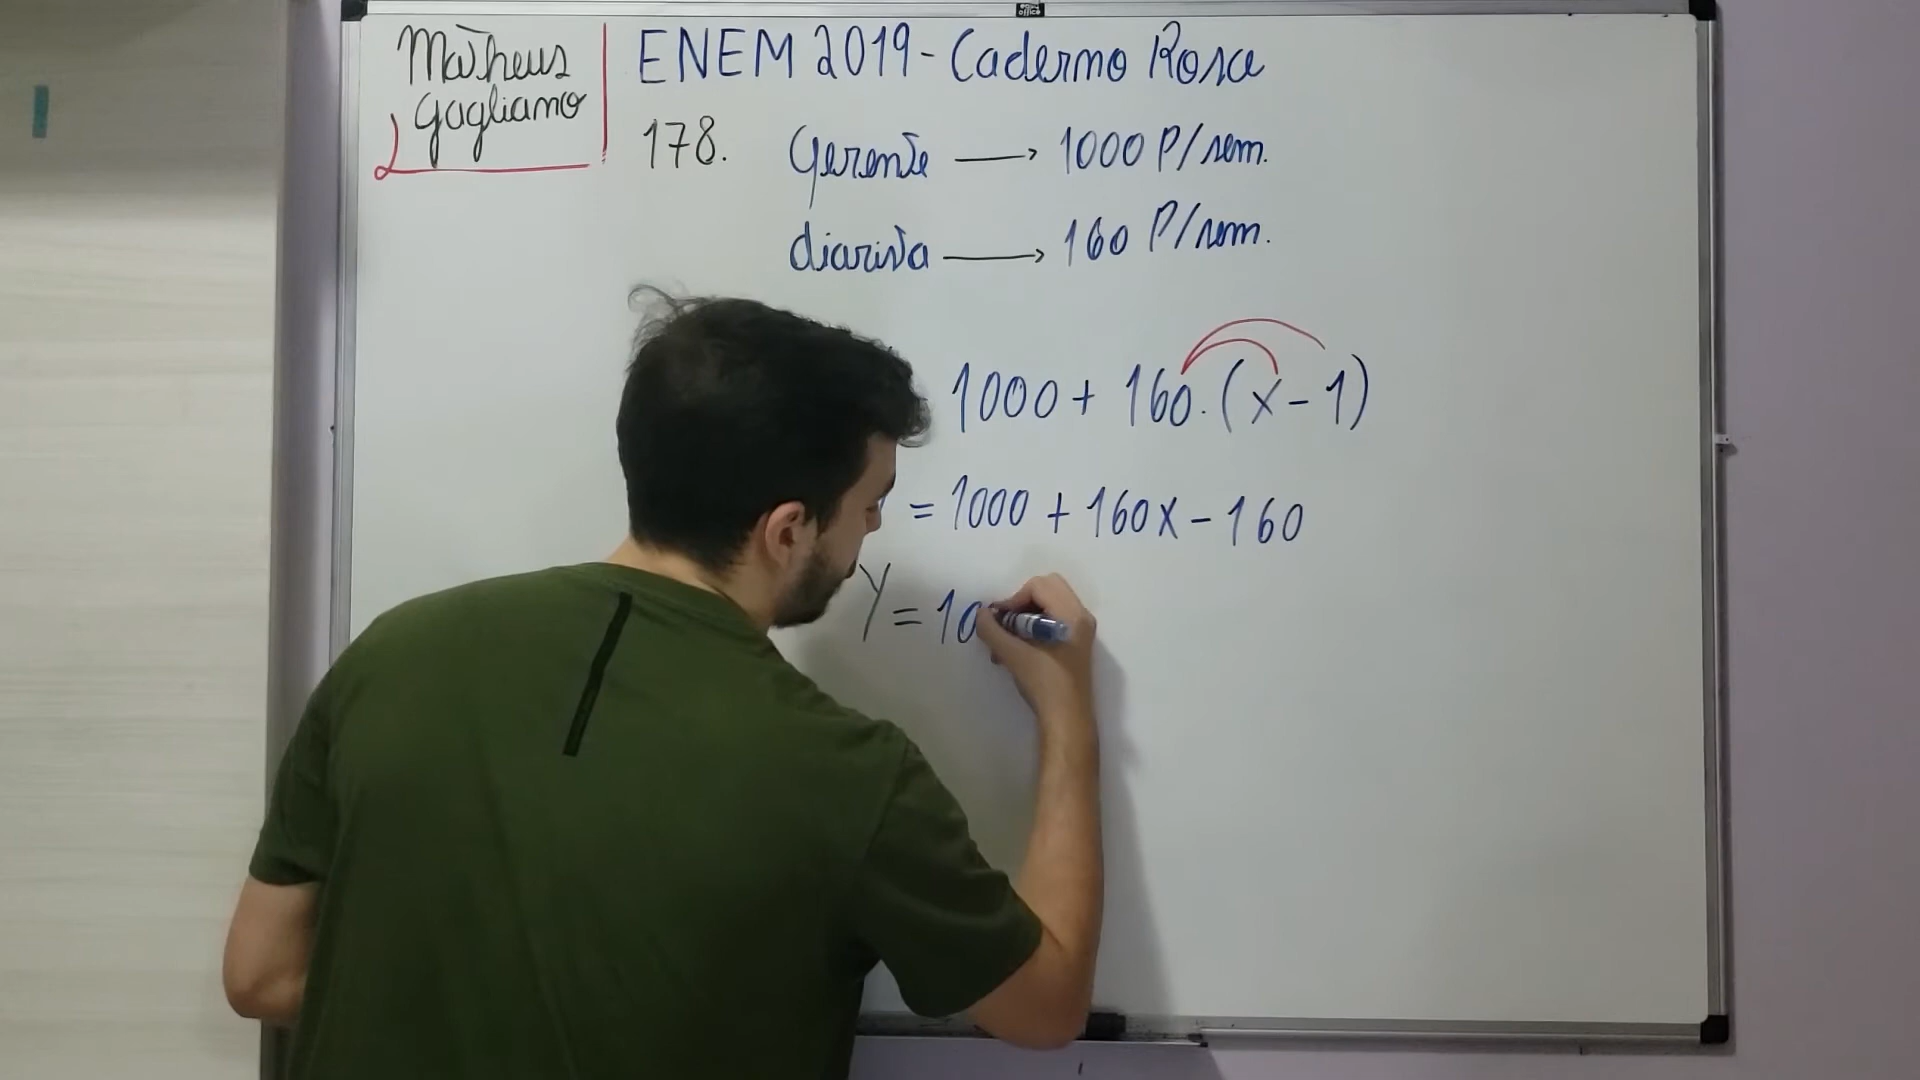 Matheus
Gagliano
ENEM 2019 - Caderno Rosa
178. Gerente → 1000 P/sem.
diarista → 160 P/sem.
1000 + 160.(x - 1)
= 1000 + 160x - 160
Y = 10